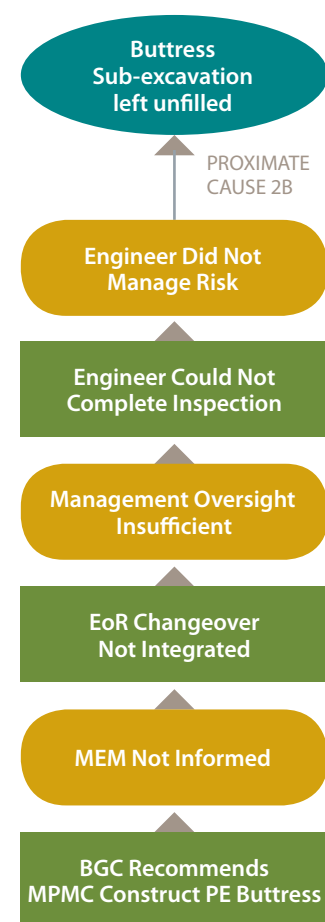 Buttress
Sub-excavation
left unfilled
PROXIMATE
CAUSE 2B
Engineer Did Not
Manage Risk
Engineer Could Not
Complete Inspection
Management Oversight
Insufficient
EoR Changeover
Not Integrated
MEM Not Informed
BGC Recommends
MPMC Construct PE Buttress